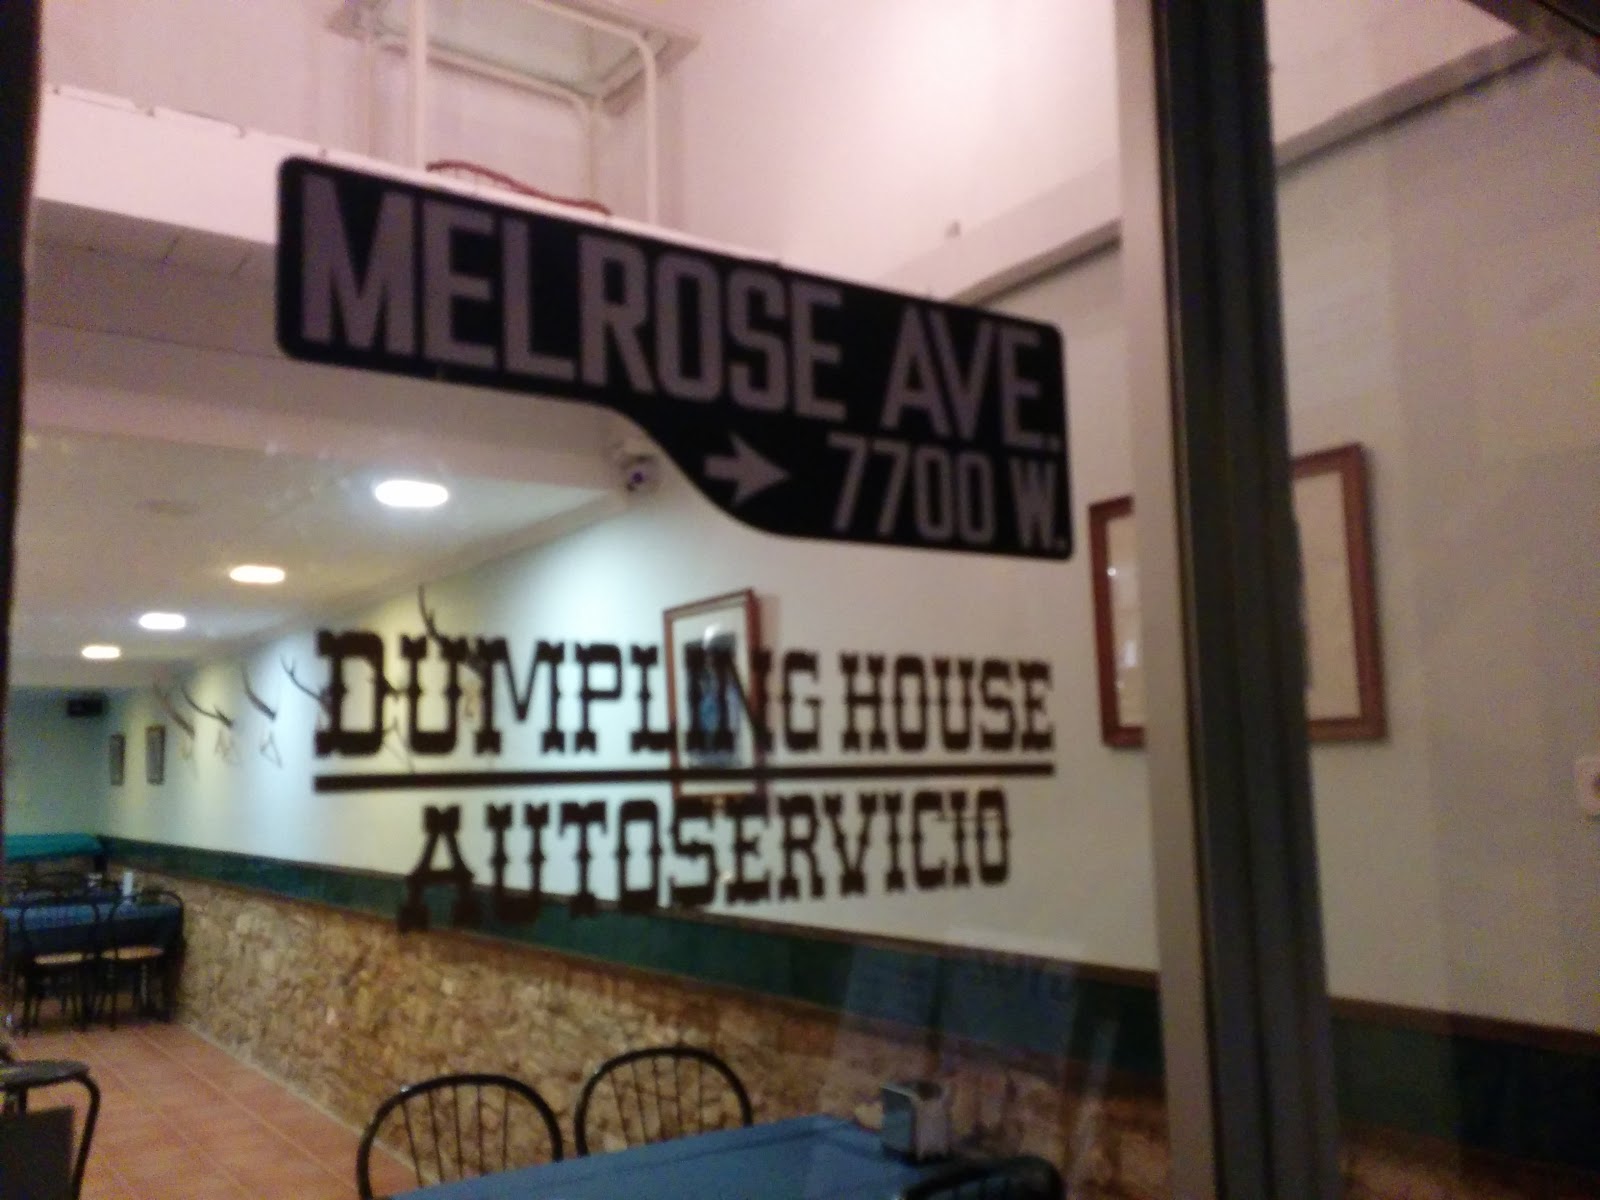 MELROSE AVE.
→ 7700 W.
DUMPLING HOUSE
AUTOSERVICIO